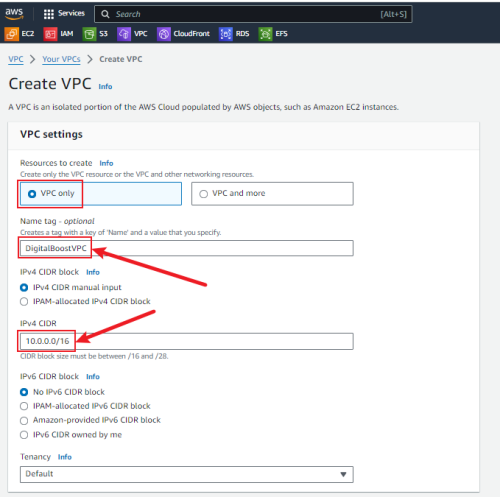 aws
Services
Search
[Alt+S]
EC2 IAM S3 VPC CloudFront RDS EFS
VPC > Your VPCs > Create VPC
Create VPC Info
A VPC is an isolated portion of the AWS Cloud populated by AWS objects, such as Amazon EC2 instances.
VPC settings
Resources to create Info
Create only the VPC resource or the VPC and other networking resources.
VPC only
VPC and more
Name tag - optional
Creates a tag with a key of 'Name' and a value that you specify.
DigitalBoostVPC
IPv4 CIDR block Info
IPv4 CIDR manual input
IPAM-allocated IPv4 CIDR block
IPv4 CIDR
10.0.0.0/16
CIDR block size must be between /16 and /28.
IPv6 CIDR block Info
No IPv6 CIDR block
IPAM-allocated IPv6 CIDR block
Amazon-provided IPv6 CIDR block
IPv6 CIDR owned by me
Tenancy Info
Default